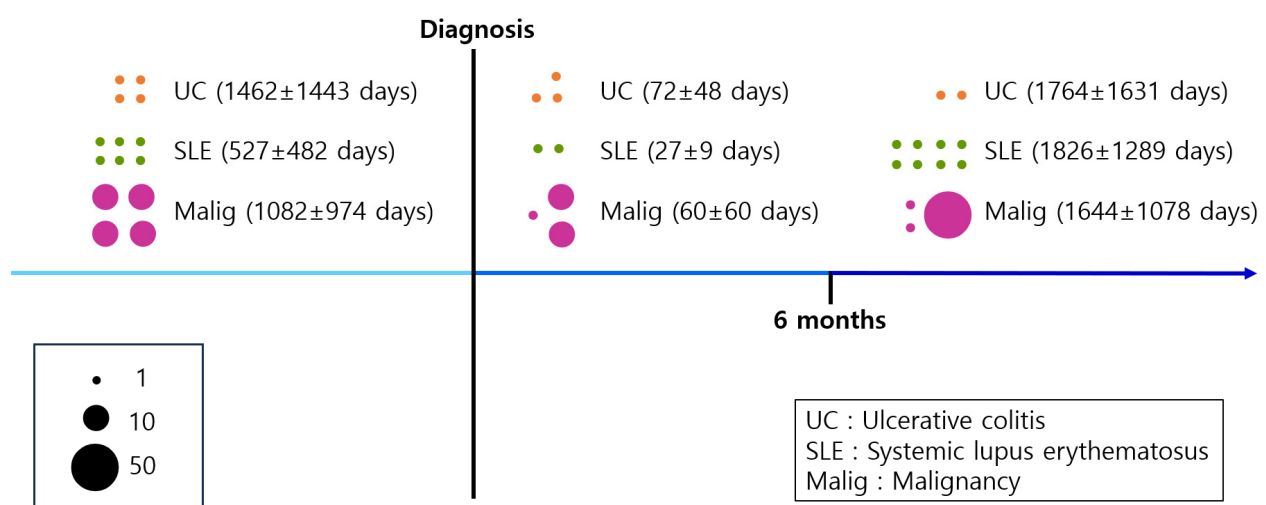 Diagnosis
UC (1462±1443 days)
UC (72±48 days)
UC (1764±1631 days)
SLE (527±482 days)
SLE (27±9 days)
SLE (1826±1289 days)
Malig (1082±974 days)
Malig (60±60 days)
Malig (1644±1078 days)
6 months
1
10
50
UC : Ulcerative colitis
SLE : Systemic lupus erythematosus
Malig : Malignancy